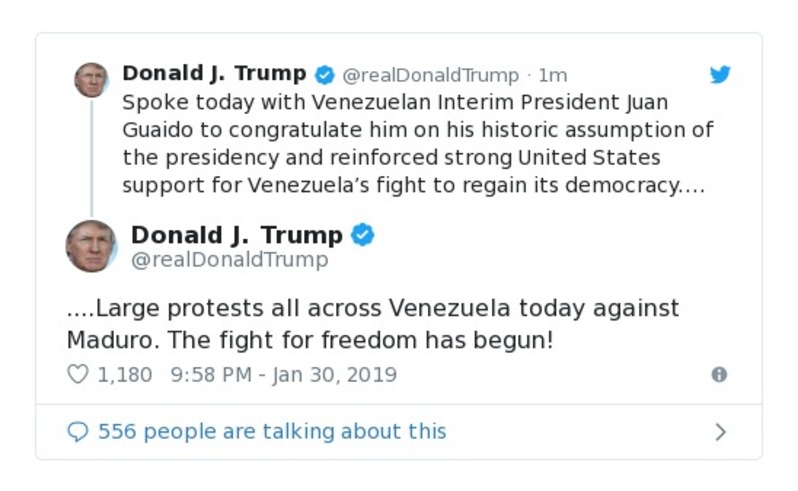 Donald J. Trump @realDonaldTrump · 1m
Spoke today with Venezuelan Interim President Juan
Guaido to congratulate him on his historic assumption of
the presidency and reinforced strong United States
support for Venezuela’s fight to regain its democracy....
Donald J. Trump
@realDonaldTrump
....Large protests all across Venezuela today against
Maduro. The fight for freedom has begun!
1,180 9:58 PM - Jan 30, 2019
556 people are talking about this